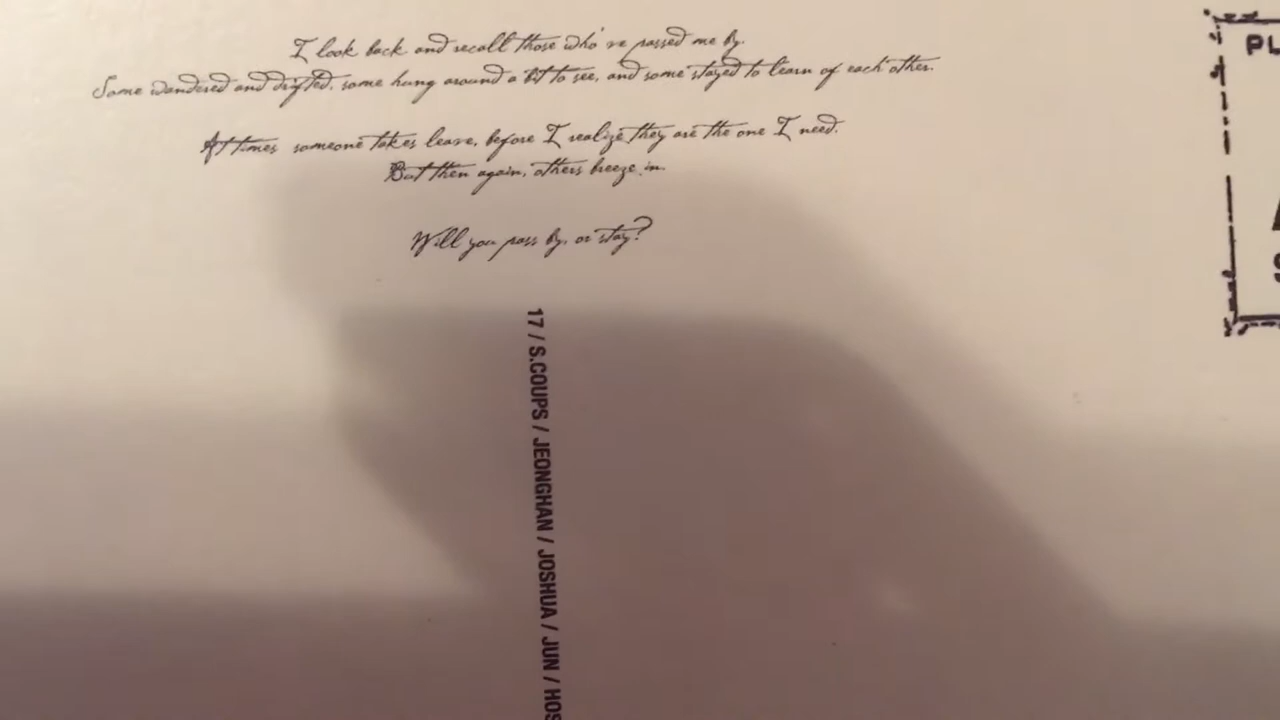 I look back and recall those who've passed me by.
Some wandered and drifted, some hung around a bit to see, and some stayed to learn of each other.
At times someone takes leave, before I realize they are the one I need.
But then again, others breeze in.
Will you pass by, or stay?
17 / S.COUPS / JEONGHAN / JOSHUA / JUN / HOS
PL